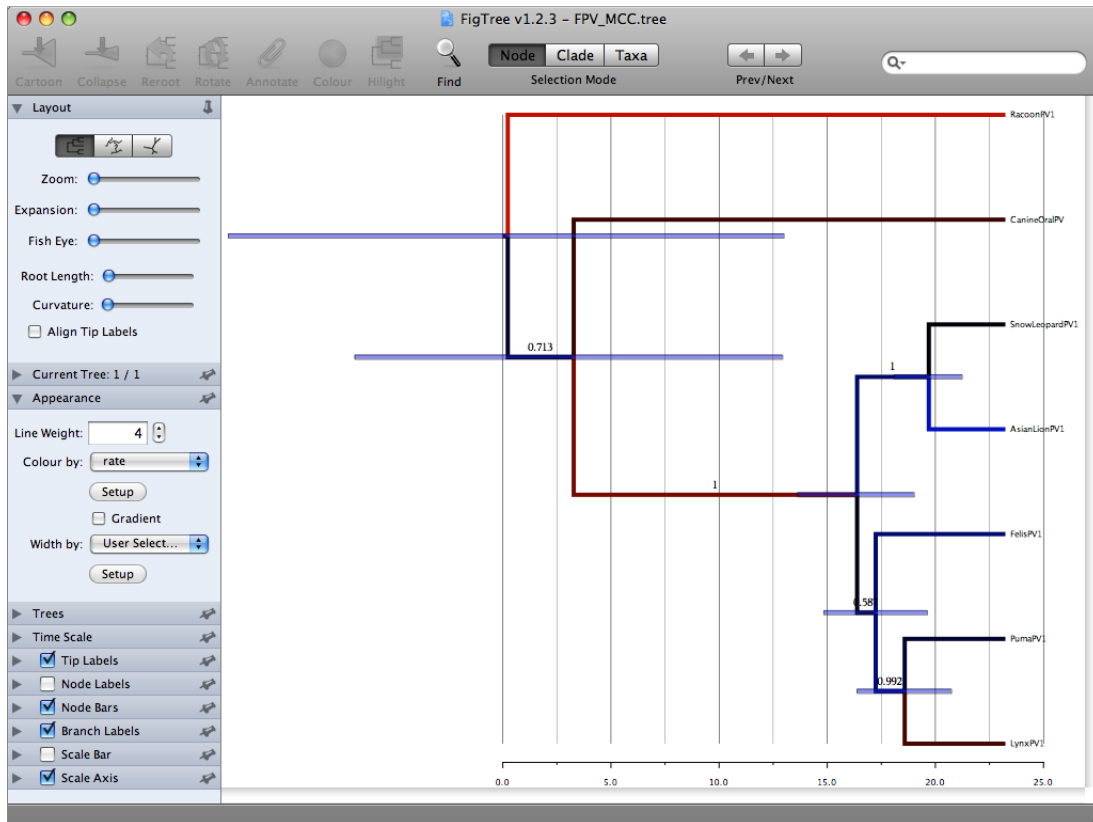 FigTree v1.2.3 – FPV_MCC.tree
Cartoon Collapse Reroot Rotate Annotate Colour Hilight Find
Node Clade Taxa
Selection Mode
Prev/Next
Layout
Zoom:
Expansion:
Fish Eye:
Root Length:
Curvature:
Align Tip Labels
Current Tree: 1 / 1
Appearance
Line Weight: 4
Colour by: rate
Setup
Gradient
Width by: User Select...
Setup
Trees
Time Scale
Tip Labels
Node Labels
Node Bars
Branch Labels
Scale Bar
Scale Axis
RacoonPV1
CanineOralPV
0.713
SnowLeopardPV1
1
AsianLionPV1
1
FelisPV1
PumaPV1
0.992
LynxPV1
0.0 5.0 10.0 15.0 20.0 25.0